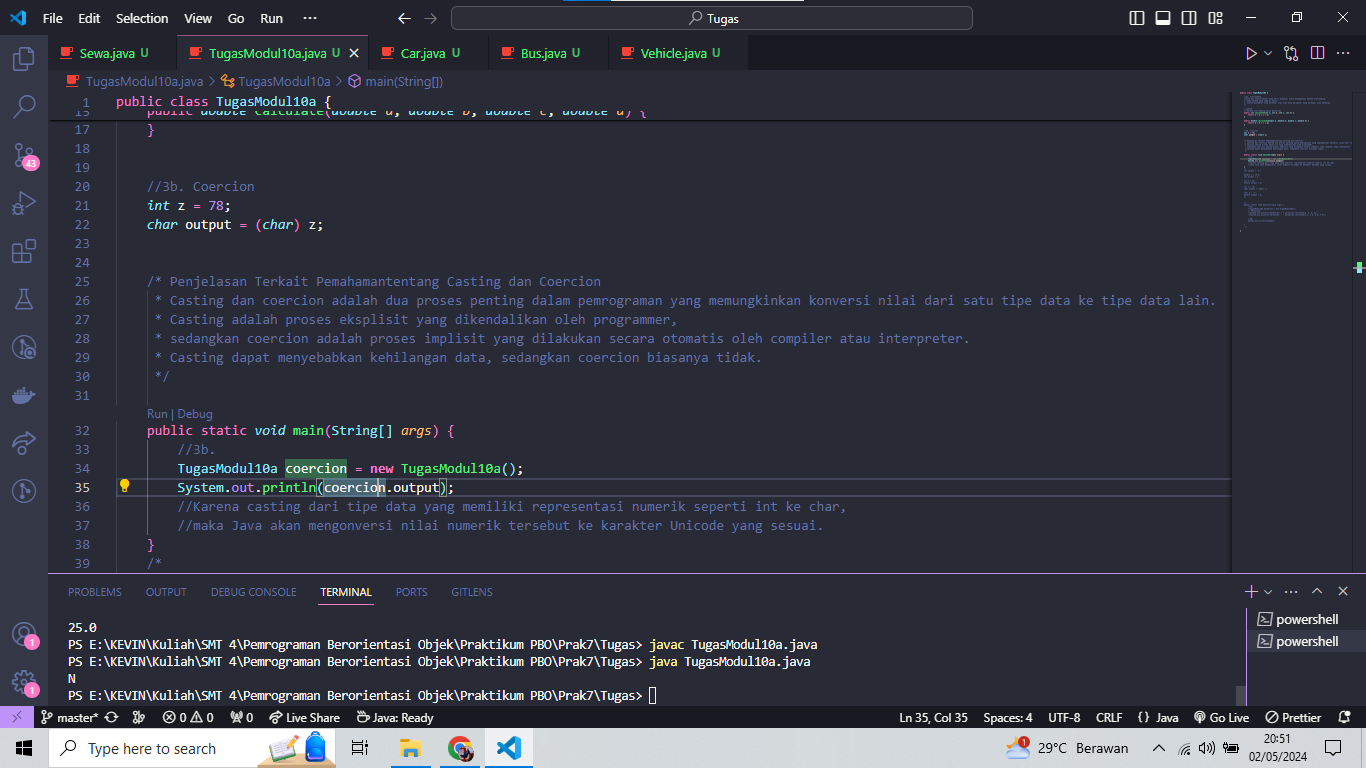 File Edit Selection View Go Run ··· Tugas
Sewa.java U TugasModul10a.java U Car.java U Bus.java U Vehicle.java U
TugasModul10a.java > TugasModul10a > main(String[])
1 public class TugasModul10a {
15 public double Calculate(double a, double b, double c, double d) {
17 }
18
19
20 //3b. Coercion
21 int z = 78;
22 char output = (char) z;
23
24
25 /* Penjelasan Terkait Pemahamantentang Casting dan Coercion
26 * Casting dan coercion adalah dua proses penting dalam pemrograman yang memungkinkan konversi nilai dari satu tipe data ke tipe data lain.
27 * Casting adalah proses eksplisit yang dikendalikan oleh programmer,
28 * sedangkan coercion adalah proses implisit yang dilakukan secara otomatis oleh compiler atau interpreter.
29 * Casting dapat menyebabkan kehilangan data, sedangkan coercion biasanya tidak.
30 */
31
Run | Debug
32 public static void main(String[] args) {
33 //3b.
34 TugasModul10a coercion = new TugasModul10a();
35 System.out.println(coercion.output);
36 //Karena casting dari tipe data yang memiliki representasi numerik seperti int ke char,
37 //maka Java akan mengonversi nilai numerik tersebut ke karakter Unicode yang sesuai.
38 }
39 /*
PROBLEMS OUTPUT DEBUG CONSOLE TERMINAL PORTS GITLENS
25.0
PS E:\KEVIN\Kuliah\SMT 4\Pemrograman Berorientasi Objek\Praktikum PBO\Prak7\Tugas> javac TugasModul10a.java
PS E:\KEVIN\Kuliah\SMT 4\Pemrograman Berorientasi Objek\Praktikum PBO\Prak7\Tugas> java TugasModul10a.java
N
PS E:\KEVIN\Kuliah\SMT 4\Pemrograman Berorientasi Objek\Praktikum PBO\Prak7\Tugas>
powershell
powershell
43
1
1
master* 0 0 0 Live Share Java: Ready Ln 35, Col 35 Spaces: 4 UTF-8 CRLF {} Java Go Live Prettier
Type here to search 1 29°C Berawan 20:51
02/05/2024